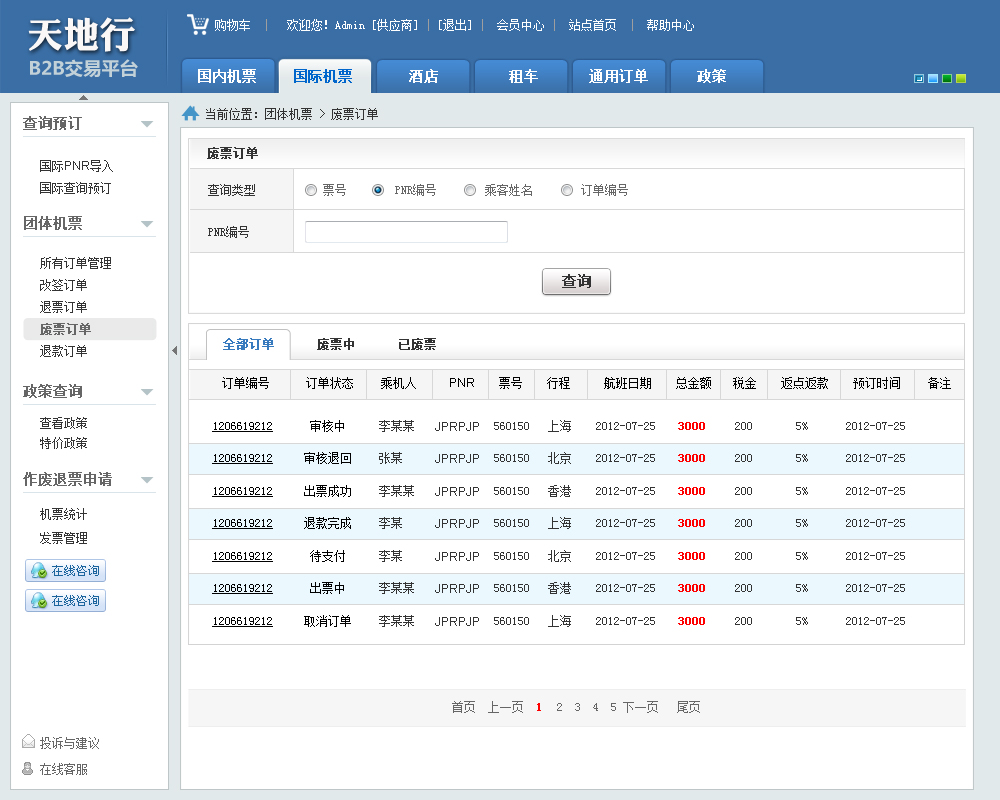 天地行
B2B交易平台
购物车 | 欢迎您! Admin [供应商] | [退出] | 会员中心 | 站点首页 | 帮助中心
国内机票 国际机票 酒店 租车 通用订单 政策
当前位置: 团体机票 > 废票订单
查询预订
国际PNR导入
国际查询预订
团体机票
所有订单管理
改签订单
退票订单
废票订单
退款订单
政策查询
查看政策
特价政策
作废退票申请
机票统计
发票管理
在线咨询
在线咨询
投诉与建议
在线客服
废票订单
查询类型 票号 PNR编号 乘客姓名 订单编号
PNR编号
查询
全部订单 废票中 已废票
订单编号 订单状态 乘机人 PNR 票号 行程 航班日期 总金额 税金 返点返款 预订时间 备注
1206619212 审核中 李某某 JPRPJP 560150 上海 2012-07-25 3000 200 5% 2012-07-25
1206619212 审核退回 张某 JPRPJP 560150 北京 2012-07-25 3000 200 5% 2012-07-25
1206619212 出票成功 李某某 JPRPJP 560150 香港 2012-07-25 3000 200 5% 2012-07-25
1206619212 退款完成 李某 JPRPJP 560150 上海 2012-07-25 3000 200 5% 2012-07-25
1206619212 待支付 李某 JPRPJP 560150 北京 2012-07-25 3000 200 5% 2012-07-25
1206619212 出票中 李某某 JPRPJP 560150 香港 2012-07-25 3000 200 5% 2012-07-25
1206619212 取消订单 李某某 JPRPJP 560150 上海 2012-07-25 3000 200 5% 2012-07-25
首页 上一页 1 2 3 4 5 下一页 尾页